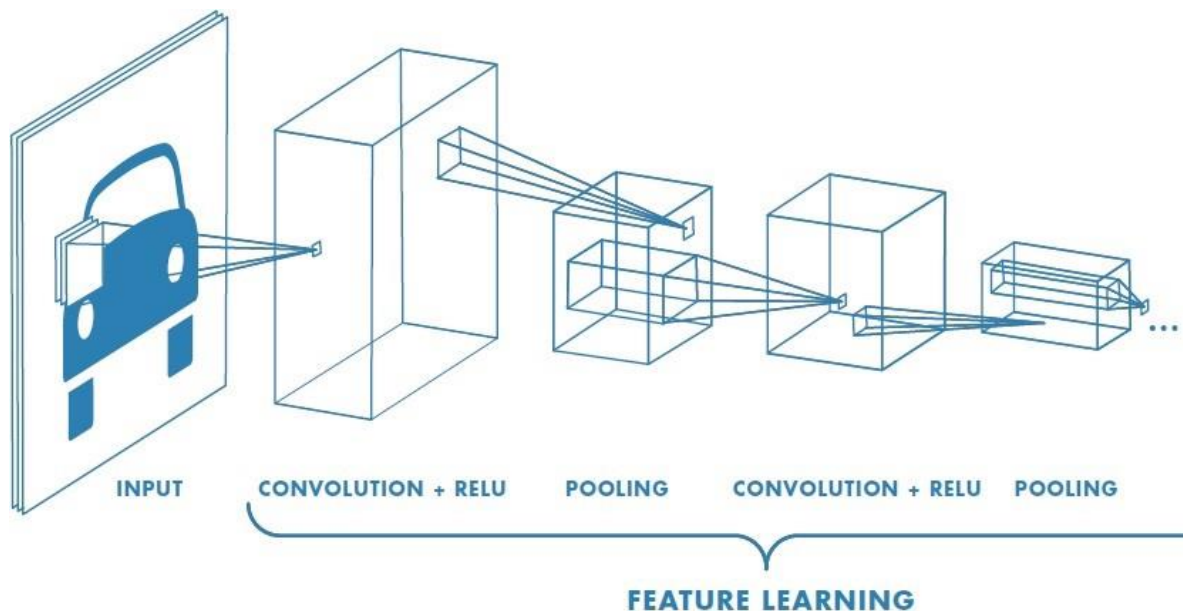 INPUT CONVOLUTION + RELU POOLING CONVOLUTION + RELU POOLING
...
FEATURE LEARNING